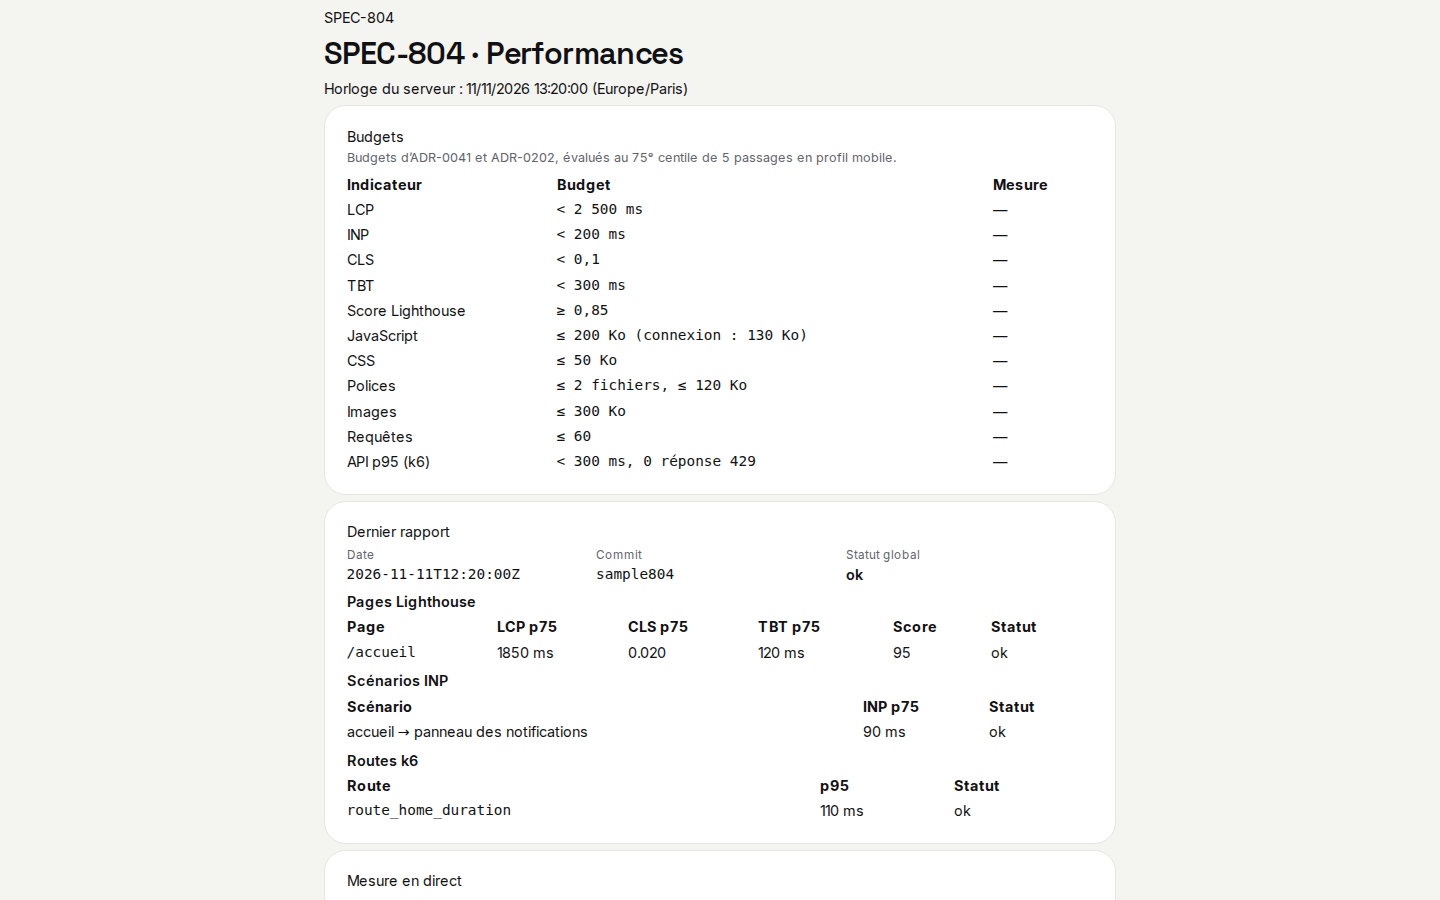 SPEC-804
SPEC-804 · Performances
Horloge du serveur : 11/11/2026 13:20:00 (Europe/Paris)
Budgets
Budgets d’ADR-0041 et ADR-0202, évalués au 75ᵉ centile de 5 passages en profil mobile.
Indicateur Budget Mesure
LCP < 2 500 ms —
INP < 200 ms —
CLS < 0,1 —
TBT < 300 ms —
Score Lighthouse ≥ 0,85 —
JavaScript ≤ 200 Ko (connexion : 130 Ko) —
CSS ≤ 50 Ko —
Polices ≤ 2 fichiers, ≤ 120 Ko —
Images ≤ 300 Ko —
Requêtes ≤ 60 —
API p95 (k6) < 300 ms, 0 réponse 429 —
Dernier rapport
Date Commit Statut global
2026-11-11T12:20:00Z sample804 ok
Pages Lighthouse
Page LCP p75 CLS p75 TBT p75 Score Statut
/accueil 1850 ms 0.020 120 ms 95 ok
Scénarios INP
Scénario INP p75 Statut
accueil → panneau des notifications 90 ms ok
Routes k6
Route p95 Statut
route_home_duration 110 ms ok
Mesure en direct